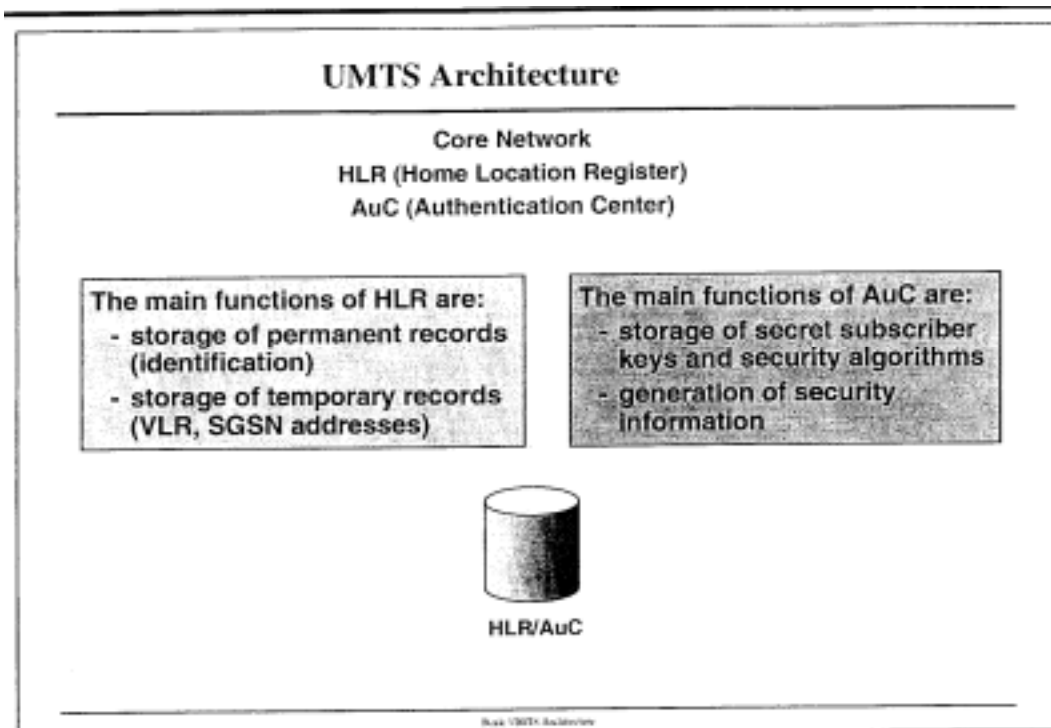 UMTS Architecture
Core Network
HLR (Home Location Register)
AuC (Authentication Center)
The main functions of HLR are:
- storage of permanent records
(identification)
- storage of temporary records
(VLR, SGSN addresses)
The main functions of AuC are:
- storage of secret subscriber
keys and security algorithms
- generation of security
information
HLR/AuC
UMTS Architecture